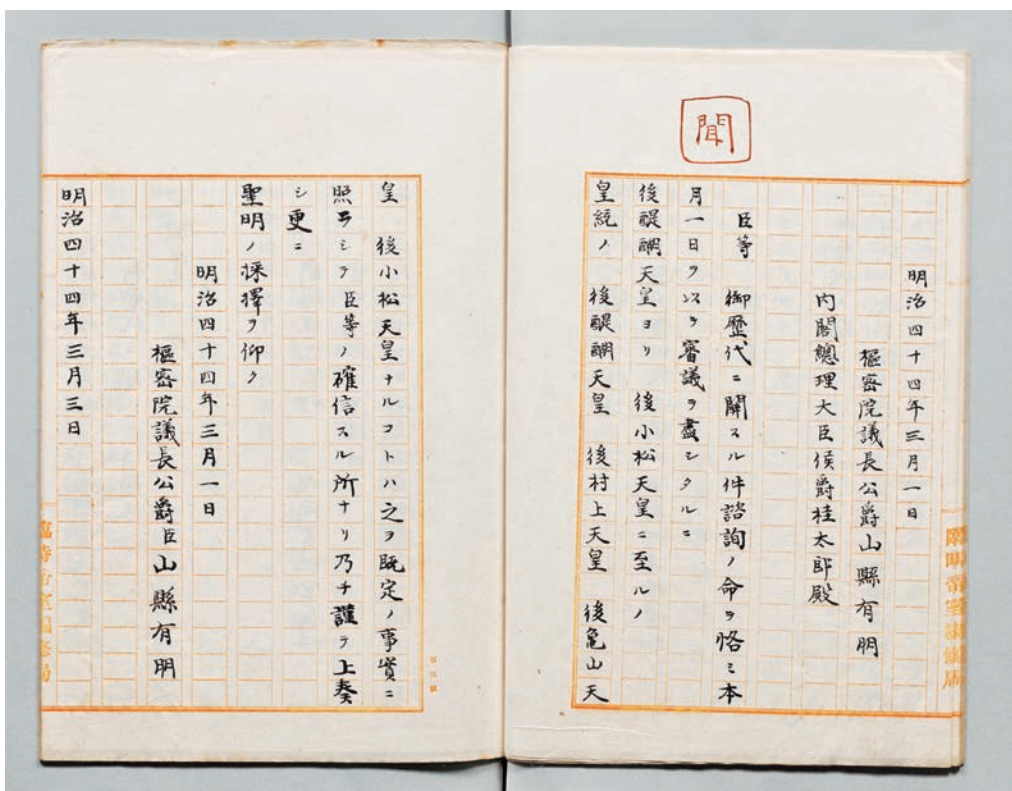 聞
明治四十四年三月一日
樞密院議長公爵山縣有朋
内閣總理大臣侯爵桂太郎殿
臣等　御歴代ニ關スル件諮詢ノ命ヲ恪ミ本
月一日ヲ以テ審議ヲ盡シタルニ
後醍醐天皇ヨリ　後小松天皇ニ至ルノ
皇統ノ　後醍醐天皇　後村上天皇　後亀山天
皇　後小松天皇ナルコトハ之ヲ既定ノ事實ニ
照ラシテ臣等ノ確信スル所ナリ乃チ謹テ上奏
シ更ニ
聖明ノ採擇ヲ仰ク
明治四十四年三月一日
樞密院議長公爵臣山縣有朋
明治四十四年三月三日